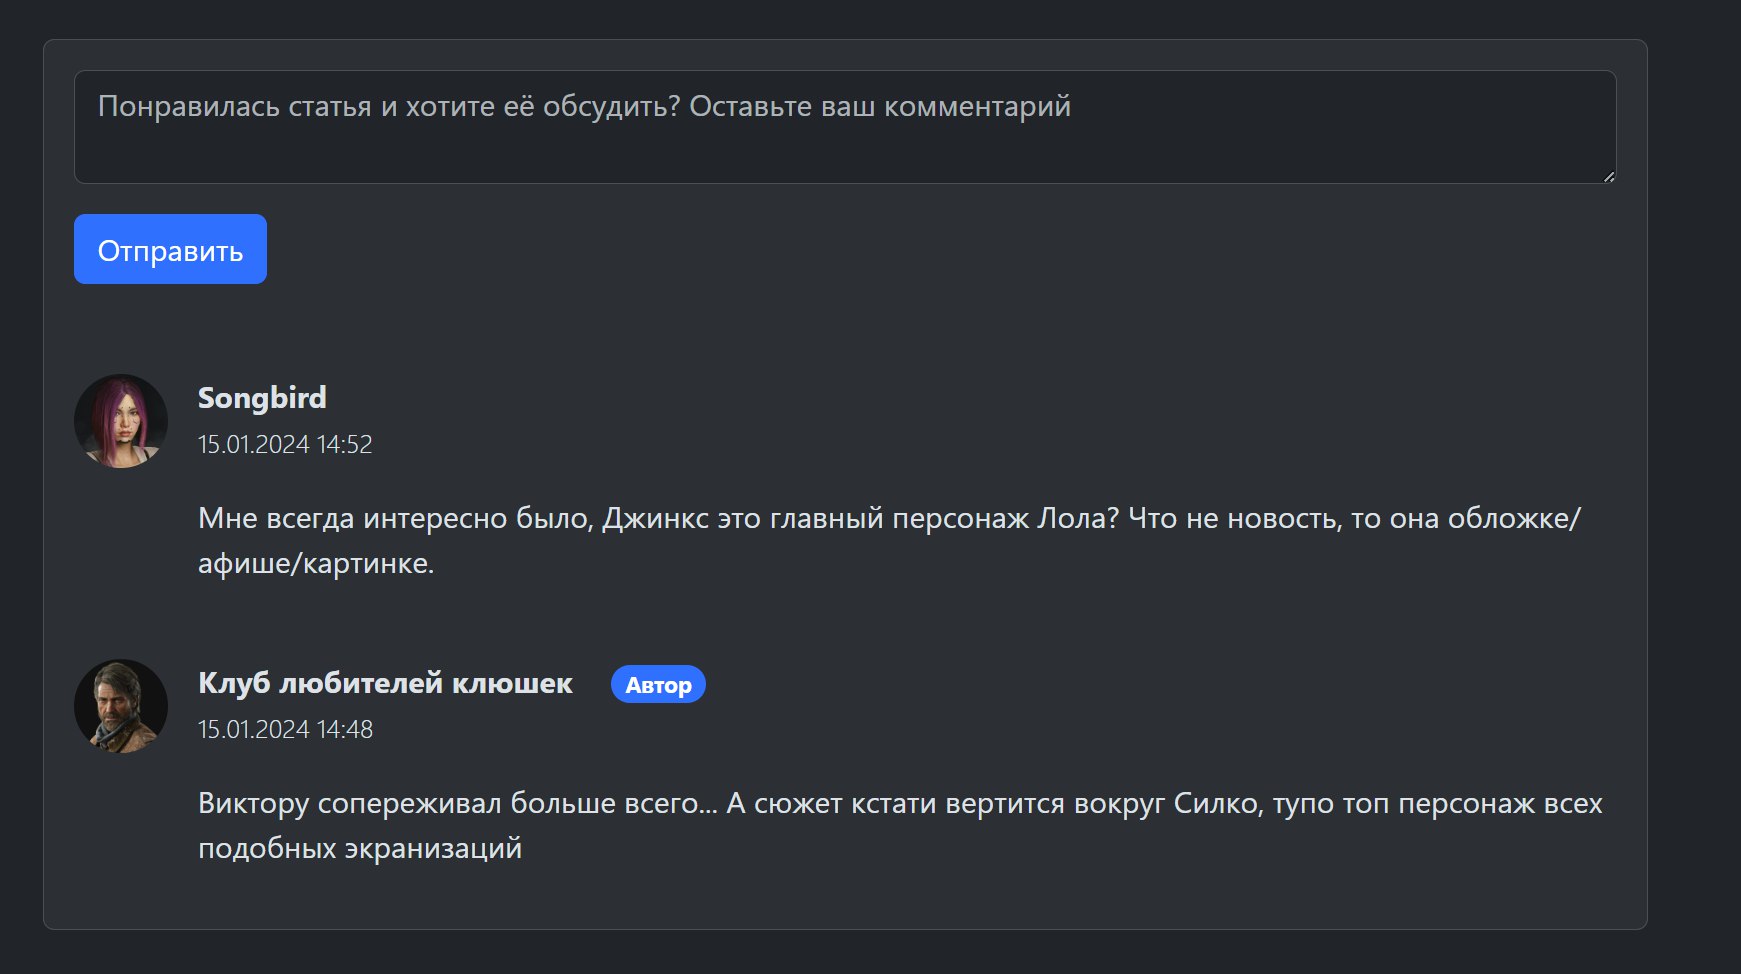 Понравилась статья и хотите её обсудить? Оставьте ваш комментарий
Отправить
Songbird
15.01.2024 14:52
Мне всегда интересно было, Джинкс это главный персонаж Лола? Что не новость, то она обложке/
афише/картинке.
Клуб любителей клюшек Автор
15.01.2024 14:48
Виктору сопереживал больше всего... А сюжет кстати вертится вокруг Силко, тупо топ персонаж всех
подобных экранизаций